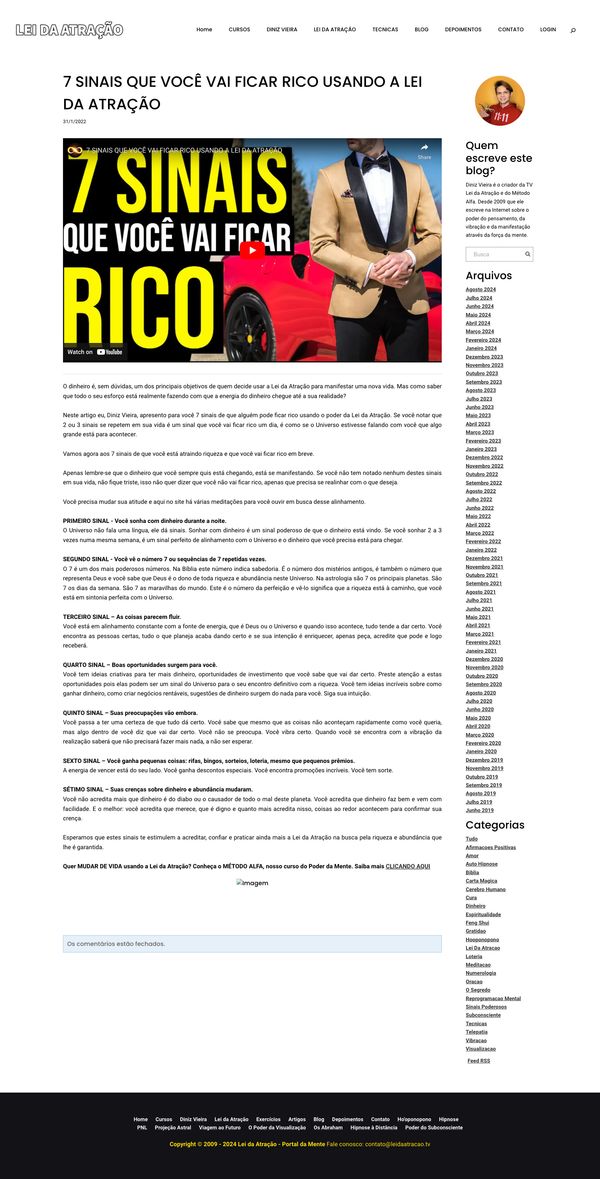 LEI DA ATRAÇÃO
Home CURSOS DINIZ VIEIRA LEI DA ATRAÇÃO TECNICAS BLOG DEPOIMENTOS CONTATO LOGIN
7 SINAIS QUE VOCÊ VAI FICAR RICO USANDO A LEI
DA ATRAÇÃO
31/1/2022
7 SINAIS QUE VOCÊ VAI FICAR RICO USANDO A LEI DA ATRAÇÃO
Share
7 SINAIS
QUE VOCÊ VAI FICAR
RICO
Watch on YouTube
O dinheiro é, sem dúvidas, um dos principais objetivos de quem decide usar a Lei da Atração para manifestar uma nova vida. Mas como saber
que todo o seu esforço está realmente fazendo com que a energia do dinheiro chegue até a sua realidade?
Neste artigo eu, Diniz Vieira, apresento para você 7 sinais de que alguém pode ficar rico usando o poder da Lei da Atração. Se você notar que
2 ou 3 sinais se repetem em sua vida é um sinal que você vai ficar rico um dia, é como se o Universo estivesse falando com você que algo
grande está para acontecer.
Vamos agora aos 7 sinais de que você está atraindo riqueza e que você vai ficar rico em breve.
Apenas lembre-se que o dinheiro que você sempre quis está chegando, está se manifestando. Se você não tem notado nenhum destes sinais
em sua vida, não fique triste, isso não quer dizer que você não vai ficar rico, apenas que precisa se realinhar com o que deseja.
Você precisa mudar sua atitude e aqui no site há várias meditações para você ouvir em busca desse alinhamento.
PRIMEIRO SINAL - Você sonha com dinheiro durante a noite.
O Universo não fala uma língua, ele dá sinais. Sonhar com dinheiro é um sinal poderoso de que o dinheiro está vindo. Se você sonhar 2 a 3
vezes numa mesma semana, é um sinal perfeito de alinhamento com o Universo e o dinheiro que você precisa está para chegar.
SEGUNDO SINAL - Você vê o número 7 ou sequências de 7 repetidas vezes.
O 7 é um dos mais poderosos números. Na Bíblia este número indica sabedoria. É o número dos mistérios antigos, é também o número que
representa Deus e você sabe que Deus é o dono de toda riqueza e abundância neste Universo. Na astrologia são 7 os principais planetas. São
7 os dias da semana. São 7 as maravilhas do mundo. Este é o número da perfeição e vê-lo significa que a riqueza está à caminho, que você
está em sintonia perfeita com o Universo.
TERCEIRO SINAL – As coisas parecem fluir.
Você está em alinhamento constante com a fonte de energia, que é Deus ou o Universo e quando isso acontece, tudo tende a dar certo. Você
encontra as pessoas certas, tudo o que planeja acaba dando certo e se sua intenção é enriquecer, apenas peça, acredite que pode e logo
receberá.
QUARTO SINAL – Boas oportunidades surgem para você.
Você tem ideias criativas para ter mais dinheiro, oportunidades de investimento que você sabe que vai dar certo. Preste atenção a estas
oportunidades pois elas podem ser um sinal do Universo para o seu encontro definitivo com a riqueza. Você tem ideias incríveis sobre como
ganhar dinheiro, como criar negócios rentáveis, sugestões de dinheiro surgem do nada para você. Siga sua intuição.
QUINTO SINAL – Suas preocupações vão embora.
Você passa a ter uma certeza de que tudo dá certo. Você sabe que mesmo que as coisas não aconteçam rapidamente como você queria,
mas algo dentro de você diz que vai dar certo. Você não se preocupa. Você vibra certo. Quando você se encontra com a vibração da
realização saberá que não precisará fazer mais nada, a não ser esperar.
SEXTO SINAL – Você ganha pequenas coisas: rifas, bingos, sorteios, loteria, mesmo que pequenos prêmios.
A energia de vencer está do seu lado. Você ganha descontos especiais. Você encontra promoções incríveis. Você tem sorte.
SÉTIMO SINAL – Suas crenças sobre dinheiro e abundância mudaram.
Você não acredita mais que dinheiro é do diabo ou o causador de todo o mal deste planeta. Você acredita que dinheiro faz bem e vem com
facilidade. E o melhor: você acredita que merece, que é digno e quanto mais acredita nisso, coisas ao redor acontecem para confirmar sua
crença.
Esperamos que estes sinais te estimulem a acreditar, confiar e praticar ainda mais a Lei da Atração na busca pela riqueza e abundância que
lhe é garantida.
Quer MUDAR DE VIDA usando a Lei da Atração? Conheça o MÉTODO ALFA, nosso curso do Poder da Mente. Saiba mais CLICANDO AQUI
Imagem
Os comentários estão fechados.
11:11
Quem
escreve este
blog?
Diniz Vieira é o criador da TV
Lei da Atração e do Método
Alfa. Desde 2009 que ele
escreve na Internet sobre o
poder do pensamento, da
vibração e da manifestação
através da força da mente.
Busca
Arquivos
Agosto 2024
Julho 2024
Junho 2024
Maio 2024
Abril 2024
Março 2024
Fevereiro 2024
Janeiro 2024
Dezembro 2023
Novembro 2023
Outubro 2023
Setembro 2023
Agosto 2023
Julho 2023
Junho 2023
Maio 2023
Abril 2023
Março 2023
Fevereiro 2023
Janeiro 2023
Dezembro 2022
Novembro 2022
Outubro 2022
Setembro 2022
Agosto 2022
Julho 2022
Junho 2022
Maio 2022
Abril 2022
Março 2022
Fevereiro 2022
Janeiro 2022
Dezembro 2021
Novembro 2021
Outubro 2021
Setembro 2021
Agosto 2021
Julho 2021
Junho 2021
Maio 2021
Abril 2021
Março 2021
Fevereiro 2021
Janeiro 2021
Dezembro 2020
Novembro 2020
Outubro 2020
Setembro 2020
Agosto 2020
Julho 2020
Junho 2020
Maio 2020
Abril 2020
Março 2020
Fevereiro 2020
Janeiro 2020
Dezembro 2019
Novembro 2019
Outubro 2019
Setembro 2019
Agosto 2019
Julho 2019
Junho 2019
Categorias
Tudo
Afirmacoes Positivas
Amor
Auto Hipnose
Bíblia
Carta Magica
Cerebro Humano
Cura
Dinheiro
Espiritualidade
Feng Shui
Gratidao
Hooponopono
Lei Da Atracao
Loteria
Meditacao
Numerologia
Oracao
O Segredo
Reprogramacao Mental
Sinais Poderosos
Subconsciente
Tecnicas
Telepatia
Vibracao
Visualizacao
Feed RSS
Home Cursos Diniz Vieira Lei da Atração Exercícios Artigos Blog Depoimentos Contato Ho'oponopono Hipnose
PNL Projeção Astral Viagem ao Futuro O Poder da Visualização Os Abraham Hipnose à Distância Poder do Subconsciente
Copyright © 2009 - 2024 Lei da Atração - Portal da Mente Fale conosco: contato@leidaatracao.tv